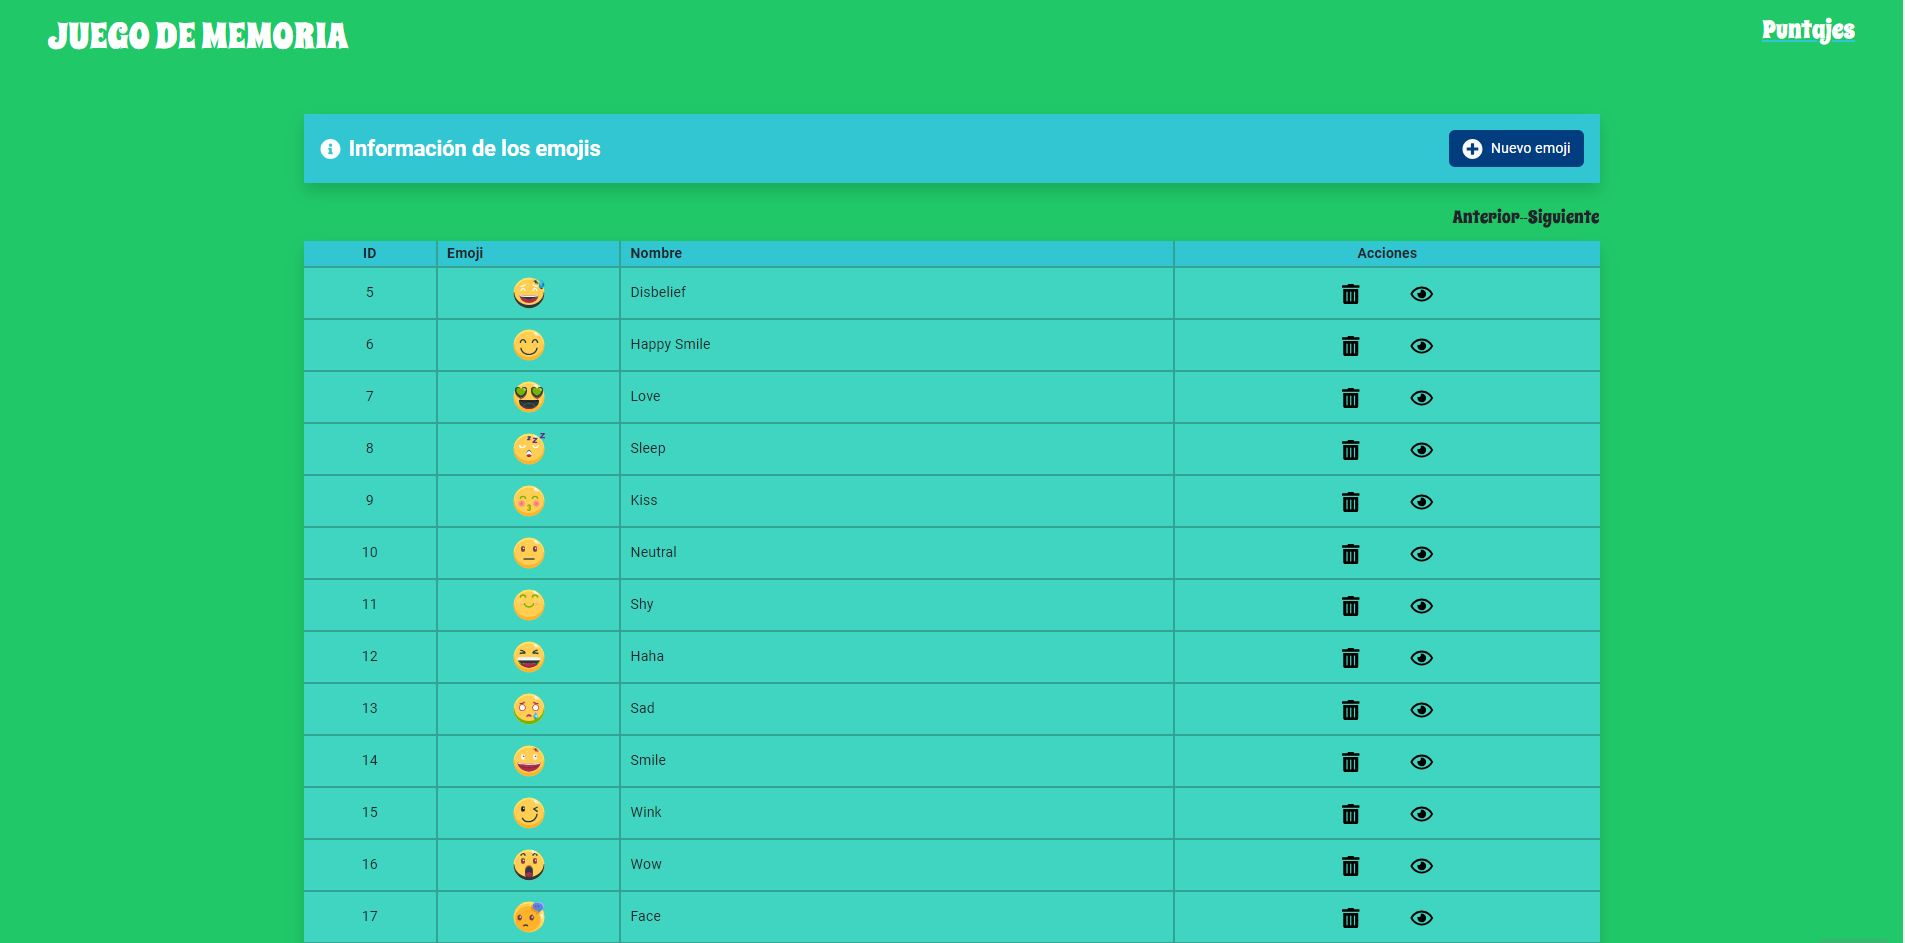 JUEGO DE MEMORIA
Puntajes
Información de los emojis
Nuevo emoji
Anterior--Siguiente
ID Emoji Nombre Acciones
5 Disbelief
6 Happy Smile
7 Love
8 Sleep
9 Kiss
10 Neutral
11 Shy
12 Haha
13 Sad
14 Smile
15 Wink
16 Wow
17 Face